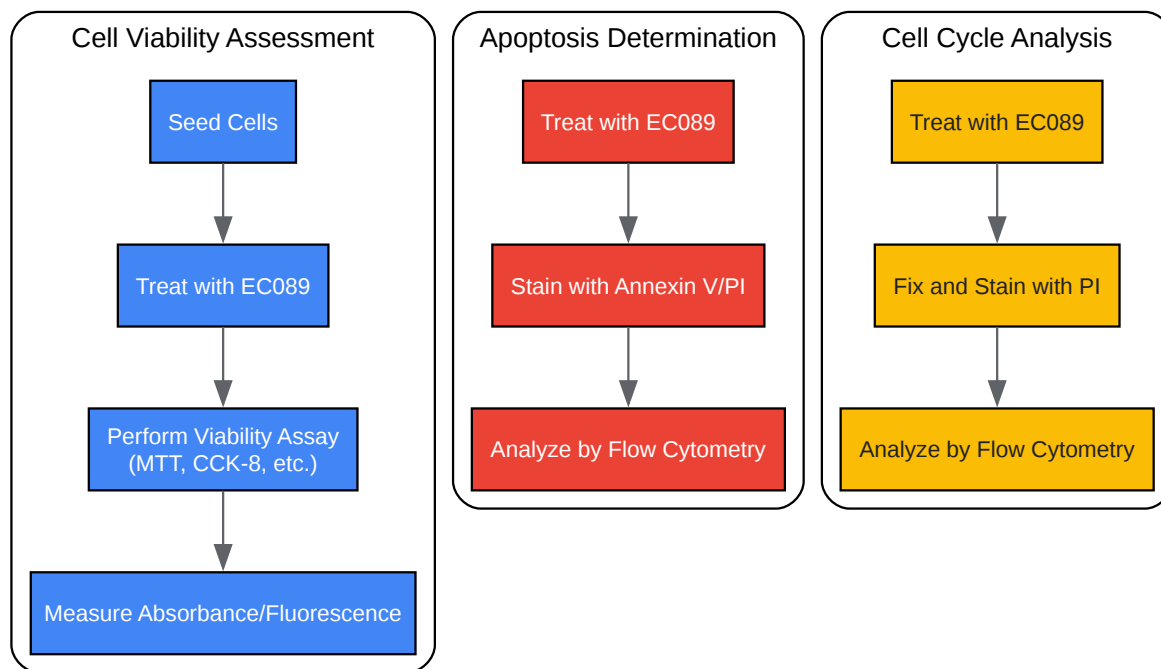 Cell Viability Assessment
Seed Cells
Treat with EC089
Perform Viability Assay
(MTT, CCK-8, etc.)
Measure Absorbance/Fluorescence
Apoptosis Determination
Treat with EC089
Stain with Annexin V/PI
Analyze by Flow Cytometry
Cell Cycle Analysis
Treat with EC089
Fix and Stain with PI
Analyze by Flow Cytometry